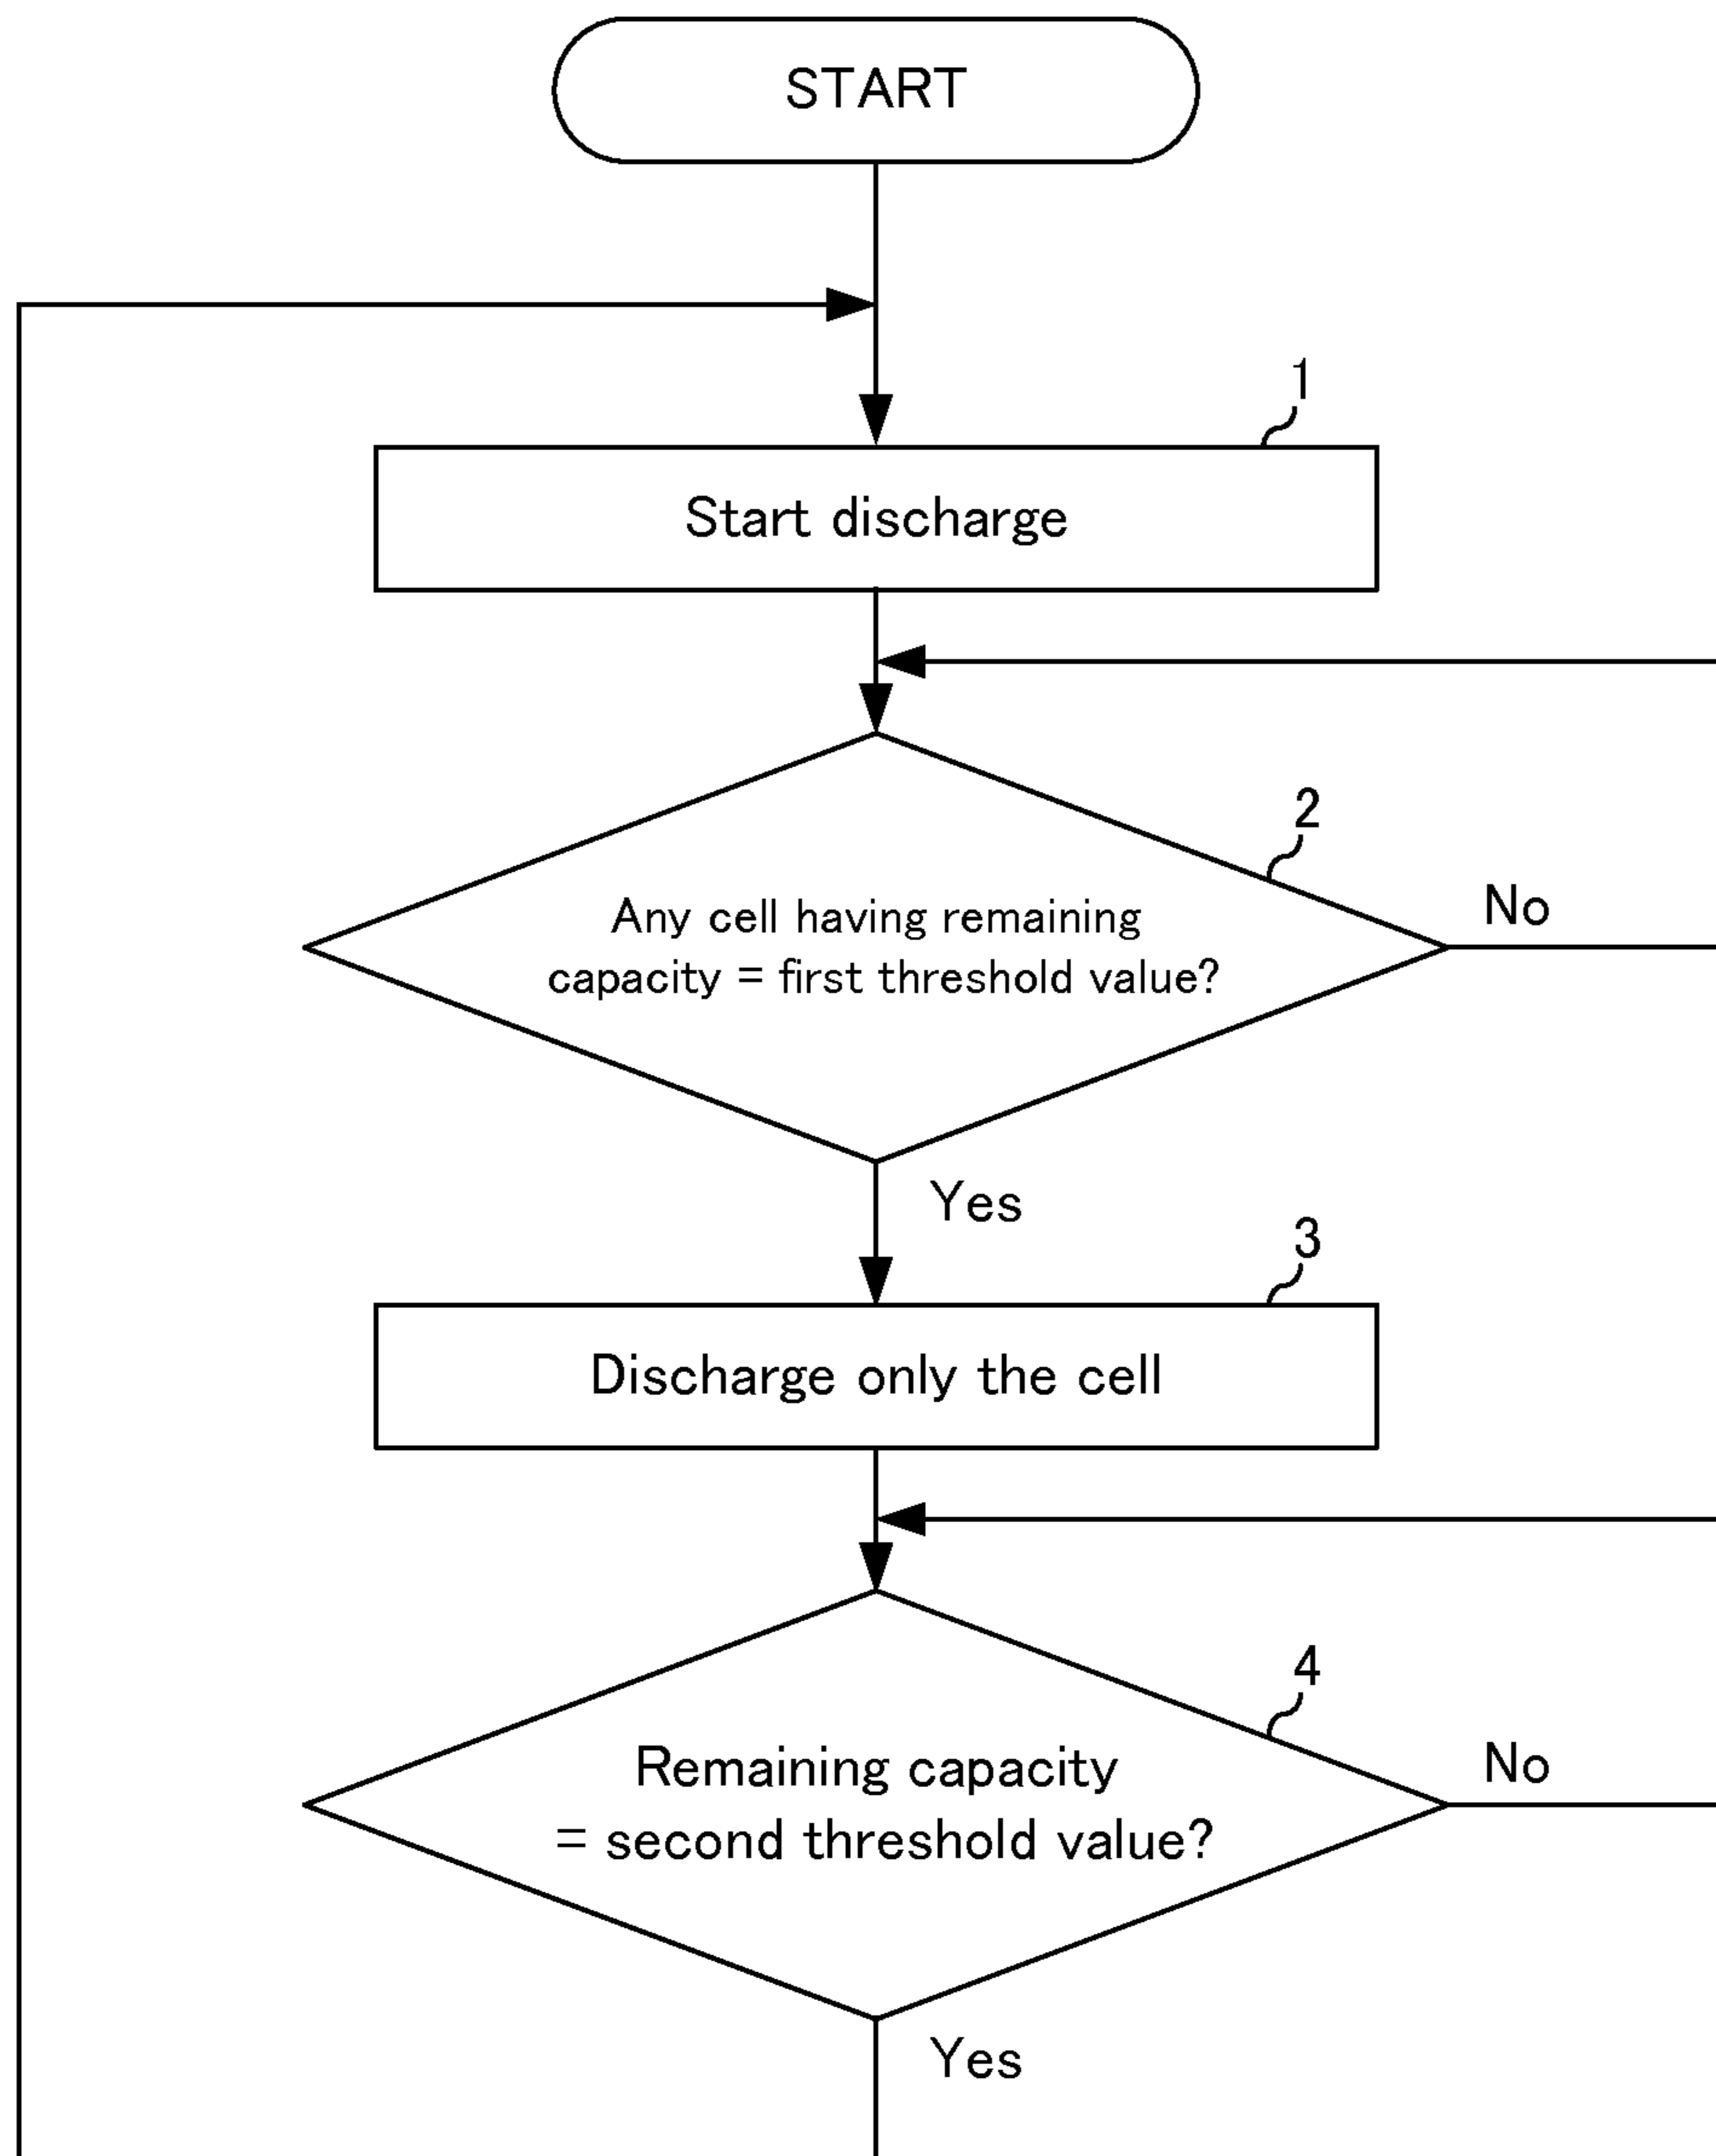 START
1
Start discharge
2
Any cell having remaining
capacity = first threshold value?
No
Yes
3
Discharge only the cell
4
Remaining capacity
= second threshold value?
No
Yes